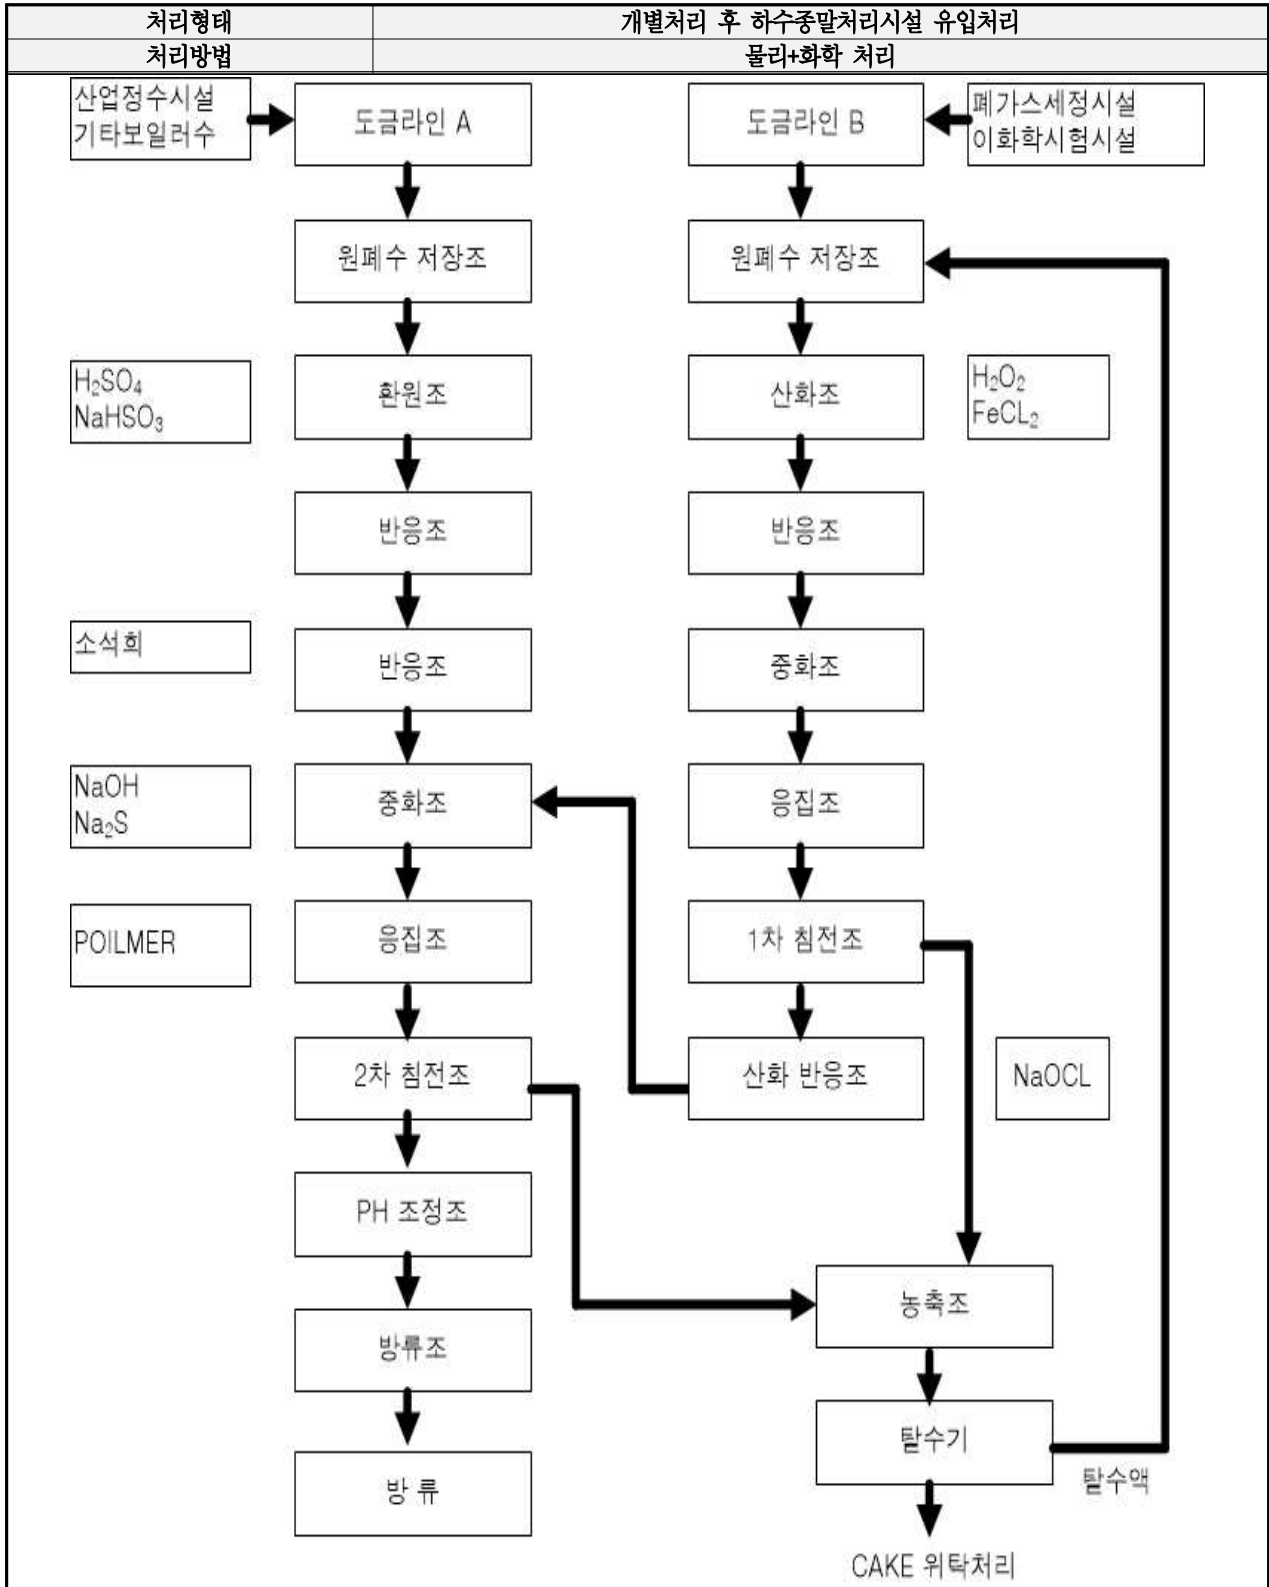 처리형태 개별처리 후 하수종말처리시설 유입처리
처리방법 물리+화학 처리
산업정수시설
기타보일러수
도금라인 A
도금라인 B
폐가스세정시설
이화학시험시설
원폐수 저장조
원폐수 저장조
H₂SO₄
NaHSO₃
환원조
산화조
H₂O₂
FeCL₂
반응조
반응조
소석회
반응조
중화조
NaOH
Na₂S
중화조
응집조
POILMER
응집조
1차 침전조
2차 침전조
산화 반응조
NaOCL
PH 조정조
농축조
방류조
탈수기
탈수액
방 류
CAKE 위탁처리